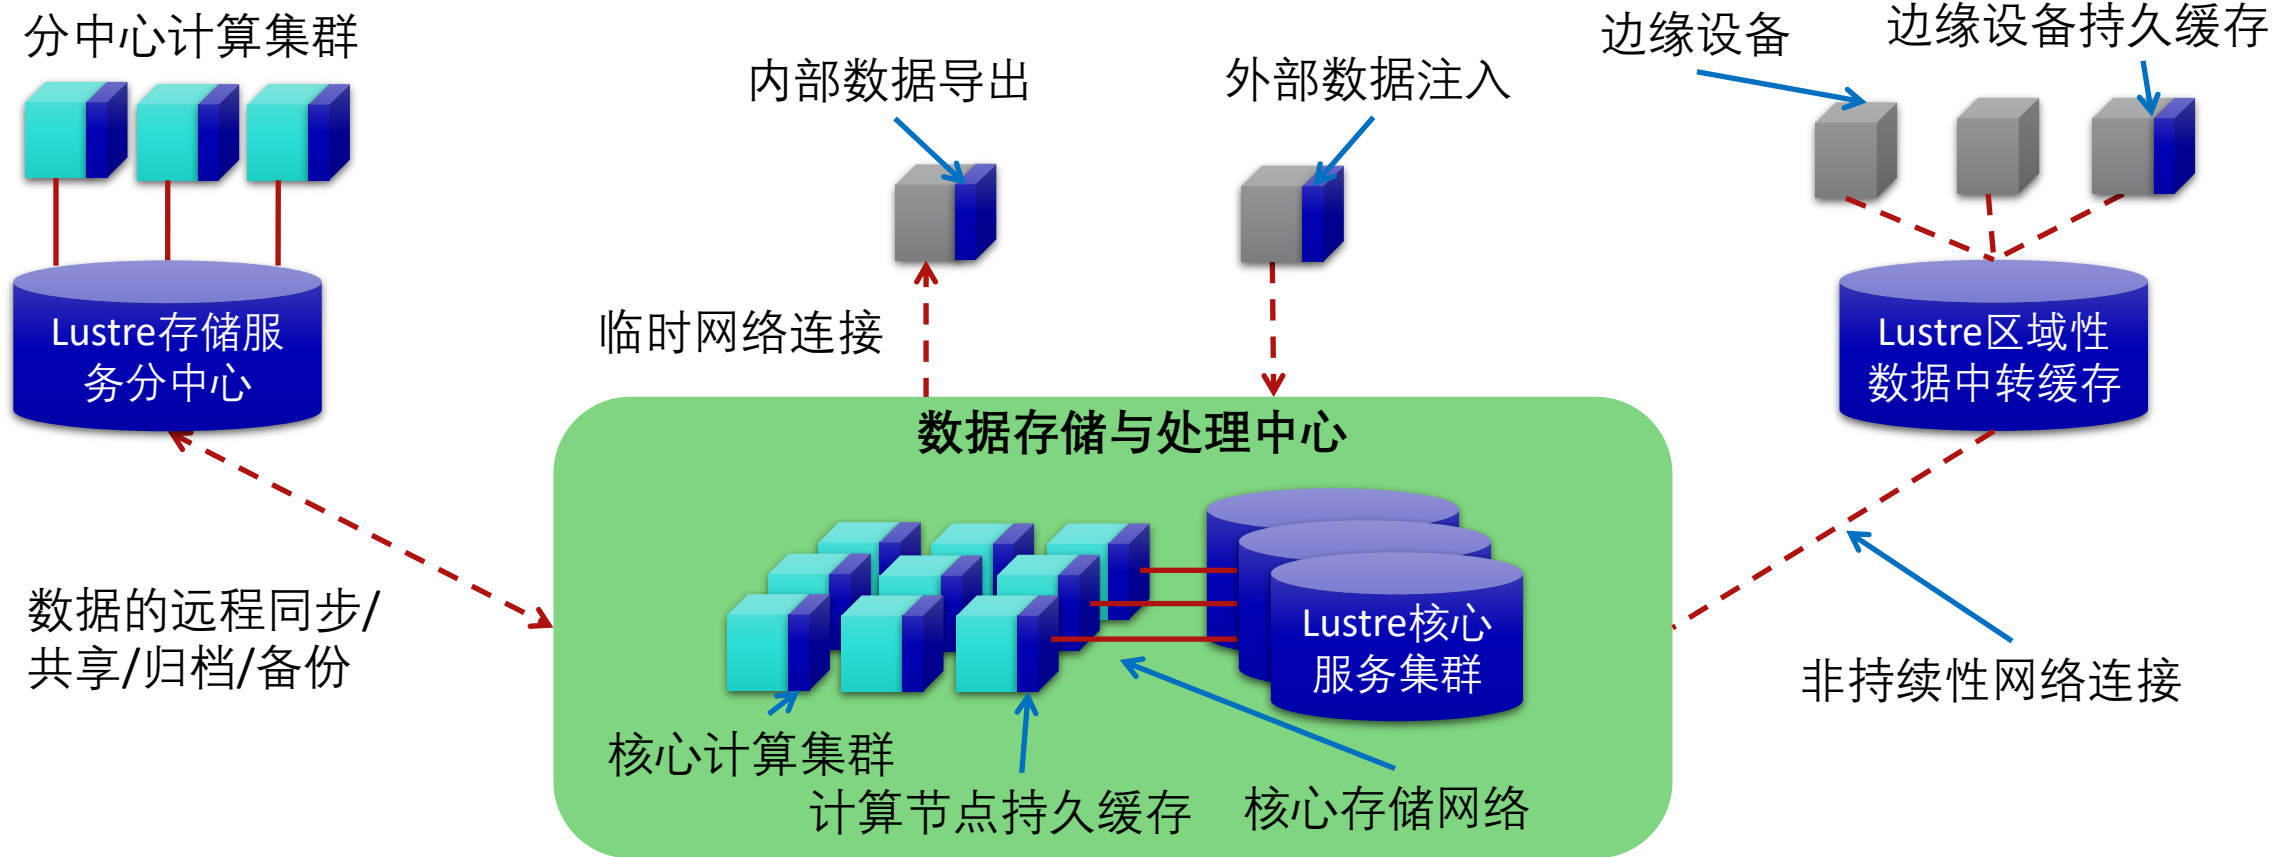 分中心计算集群
内部数据导出
外部数据注入
边缘设备
边缘设备持久缓存
Lustre存储服
务分中心
临时网络连接
Lustre区域性
数据中转缓存
数据存储与处理中心
数据的远程同步/
共享/归档/备份
Lustre核心
服务集群
非持续性网络连接
核心计算集群
计算节点持久缓存
核心存储网络